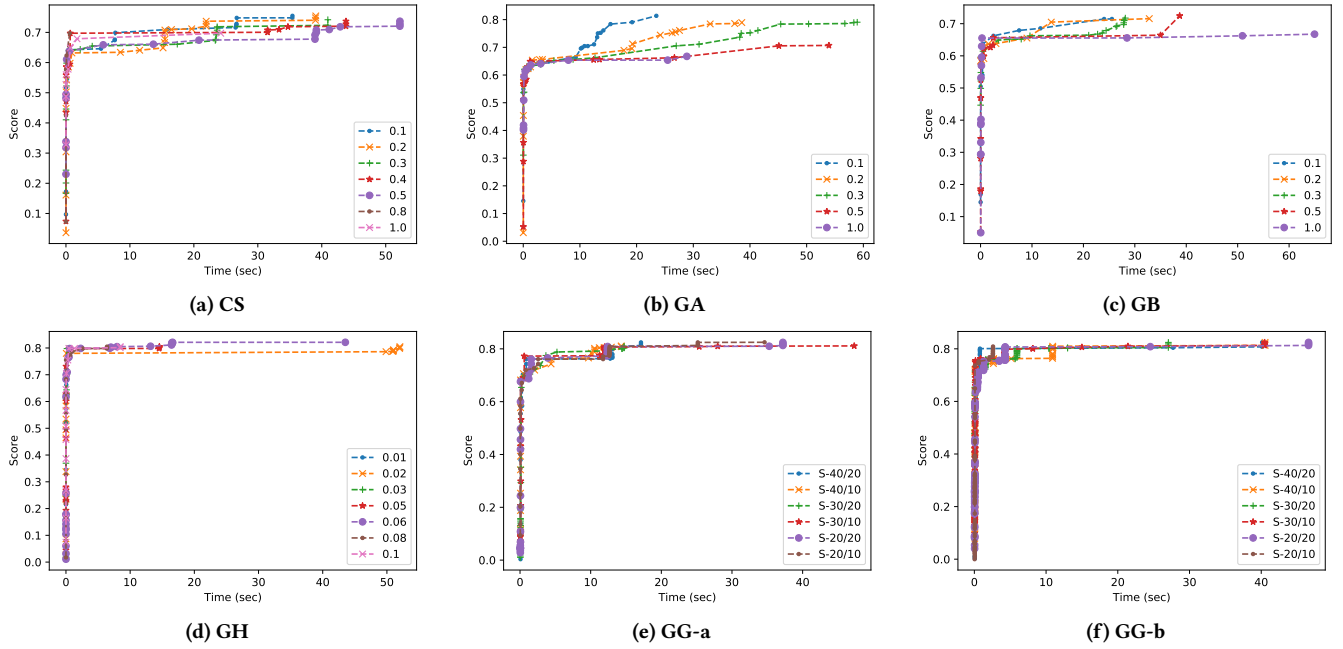 0.7
0.6
0.5
0.4
0.3
0.2
0.1
Score
0 10 20 30 40 50
Time (sec)
0.1
0.2
0.3
0.4
0.5
0.8
1.0
(a) CS
0.8
0.7
0.6
0.5
0.4
0.3
0.2
0.1
0.0
Score
0 10 20 30 40 50 60
Time (sec)
0.1
0.2
0.3
0.5
1.0
(b) GA
0.7
0.6
0.5
0.4
0.3
0.2
0.1
Score
0 10 20 30 40 50 60
Time (sec)
0.1
0.2
0.3
0.5
1.0
(c) GB
0.8
0.7
0.6
0.5
0.4
0.3
0.2
0.1
0.0
Score
0 10 20 30 40 50
Time (sec)
0.01
0.02
0.03
0.05
0.06
0.08
0.1
(d) GH
0.8
0.6
0.4
0.2
0.0
Score
0 10 20 30 40
Time (sec)
S-40/20
S-40/10
S-30/20
S-30/10
S-20/20
S-20/10
(e) GG-a
0.8
0.6
0.4
0.2
0.0
Score
0 10 20 30 40
Time (sec)
S-40/20
S-40/10
S-30/20
S-30/10
S-20/20
S-20/10
(f) GG-b